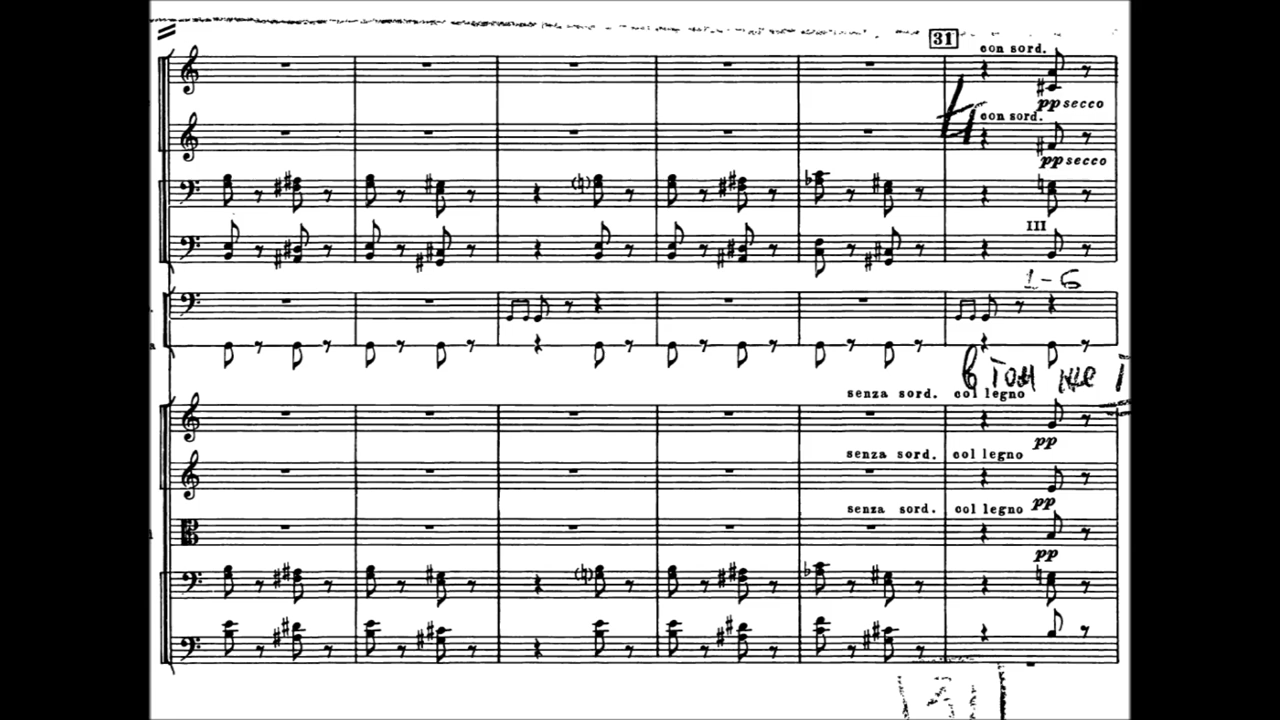 31
con sord.
pp secco
4
con sord.
pp secco
III
1-6
в том же т
senza sord. col legno
pp
senza sord. col legno
pp
senza sord. col legno
pp